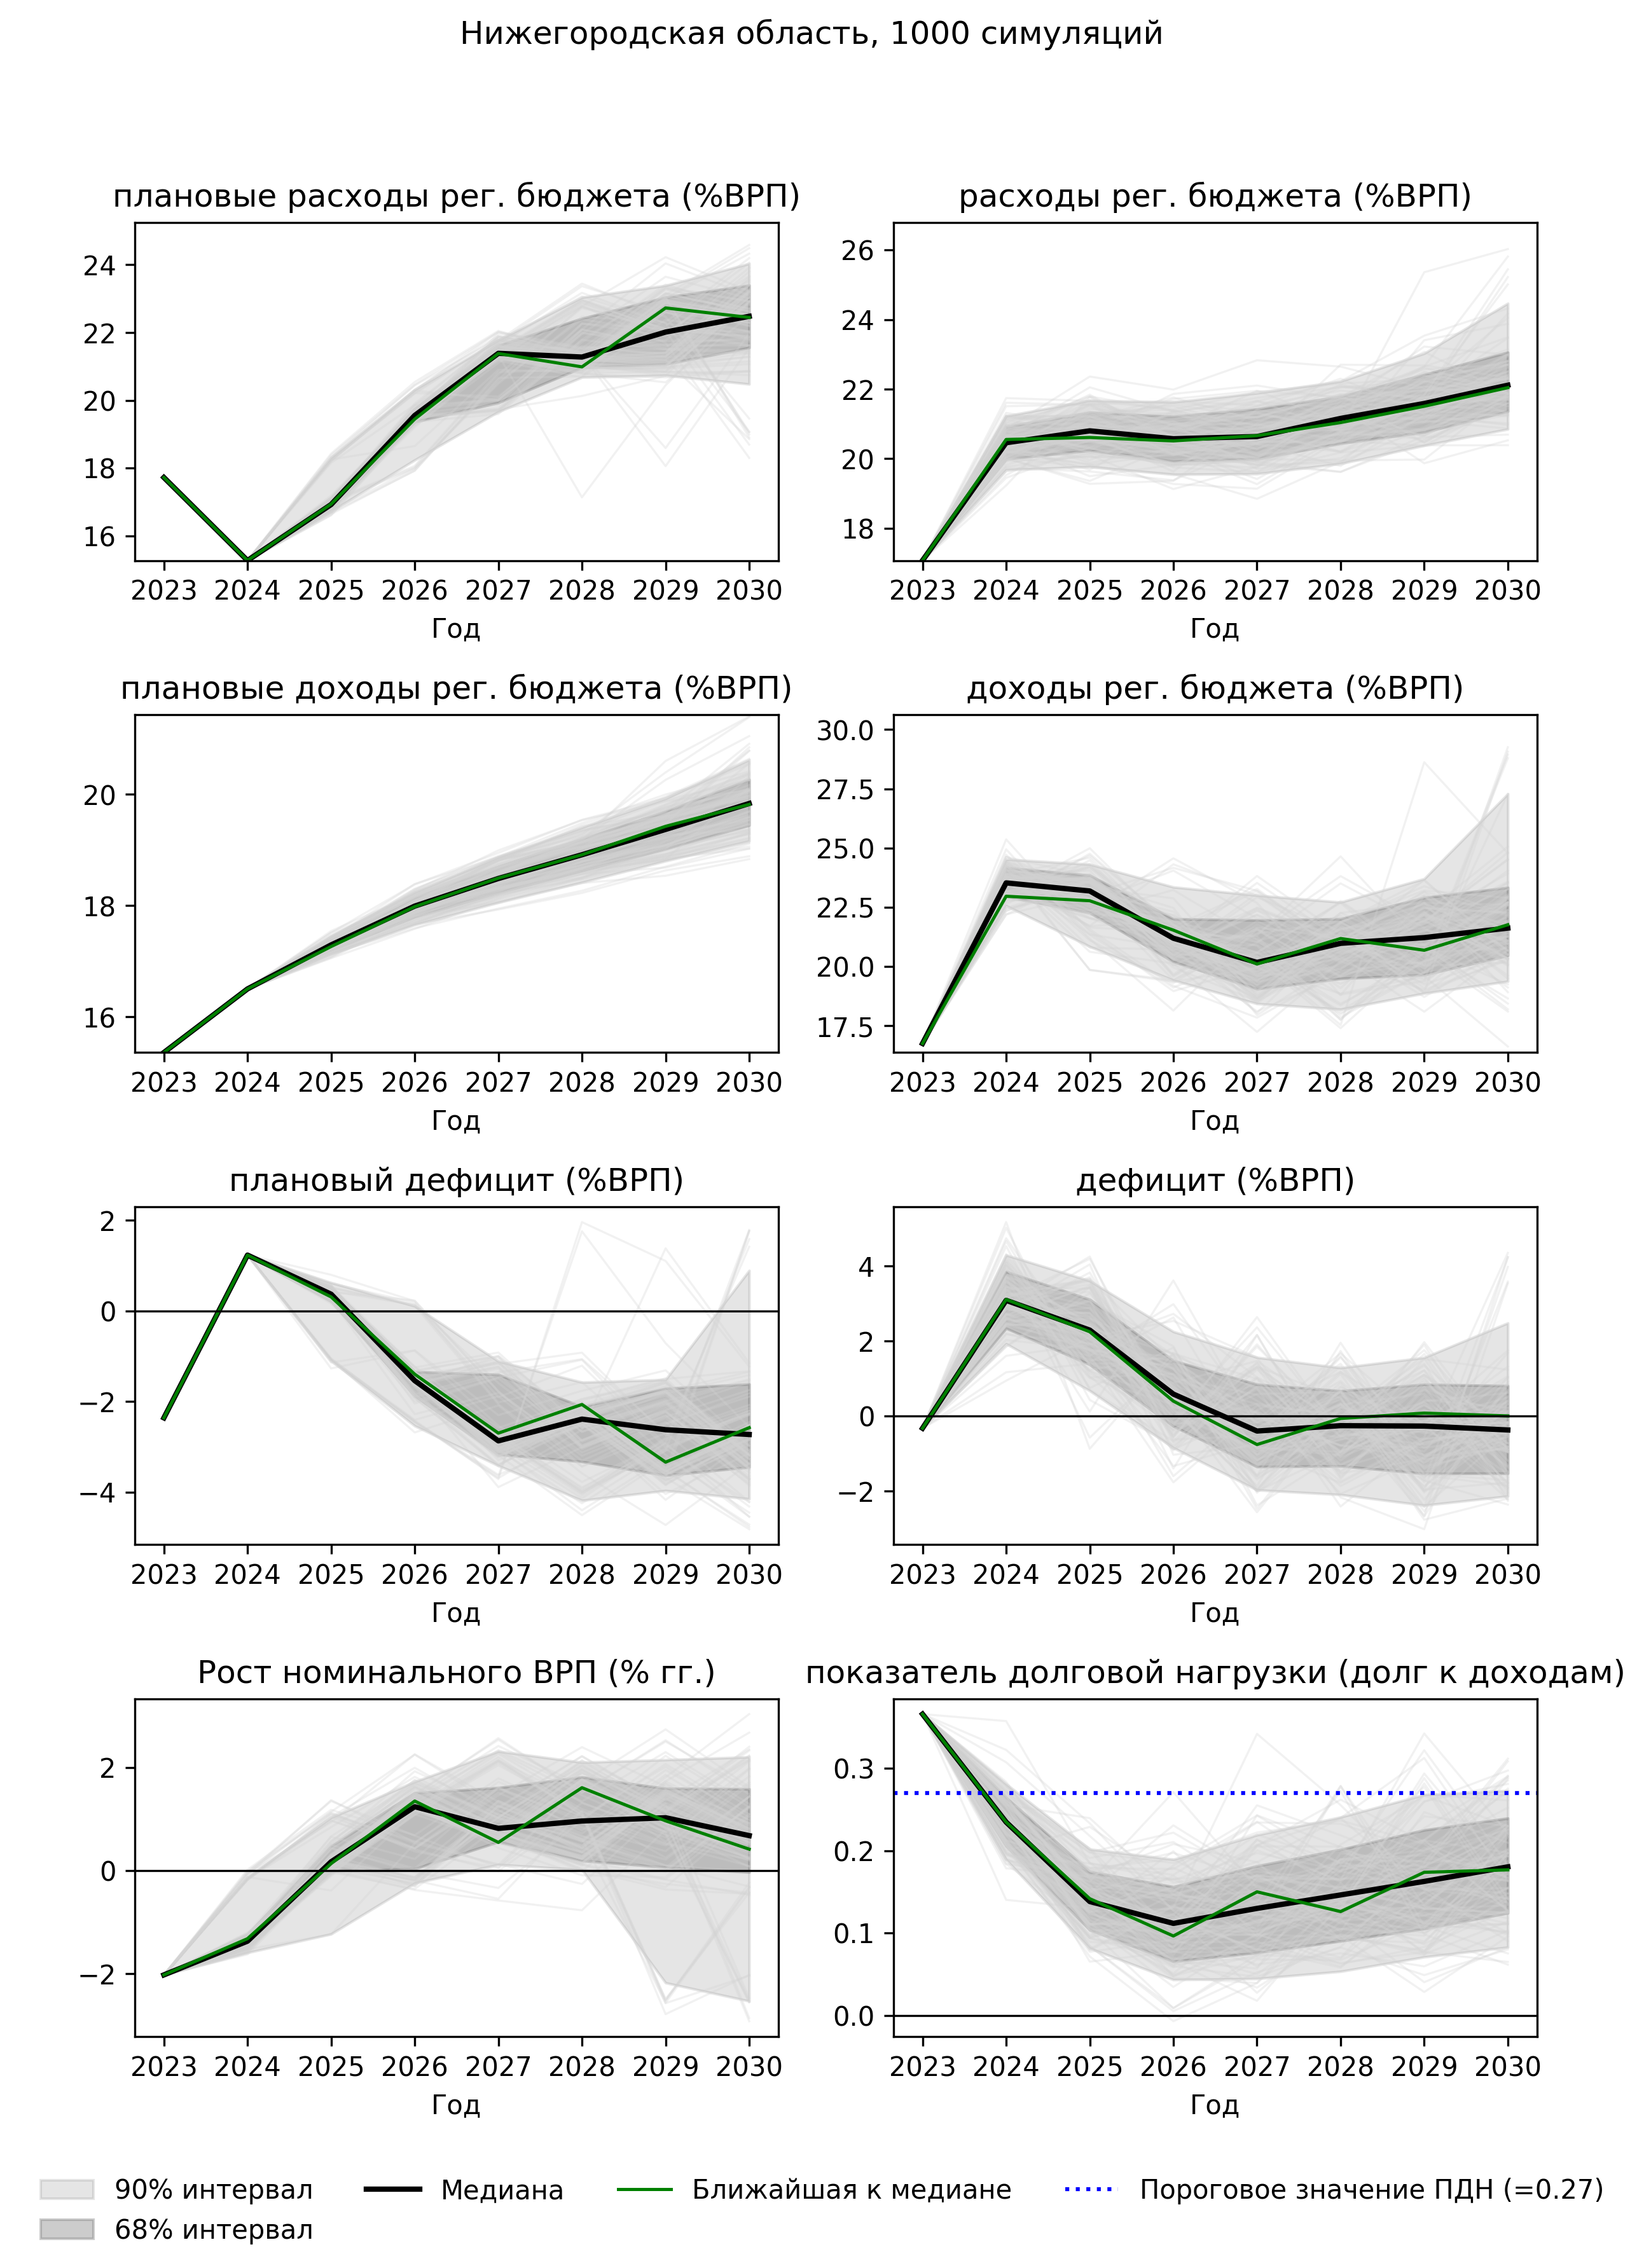 Нижегородская область, 1000 симуляций
плановые расходы рег. бюджета (%ВРП)
24
22
20
18
16
2023 2024 2025 2026 2027 2028 2029 2030
Год
расходы рег. бюджета (%ВРП)
26
24
22
20
18
2023 2024 2025 2026 2027 2028 2029 2030
Год
плановые доходы рег. бюджета (%ВРП)
20
18
16
2023 2024 2025 2026 2027 2028 2029 2030
Год
доходы рег. бюджета (%ВРП)
30.0
27.5
25.0
22.5
20.0
17.5
2023 2024 2025 2026 2027 2028 2029 2030
Год
плановый дефицит (%ВРП)
2
0
−2
−4
2023 2024 2025 2026 2027 2028 2029 2030
Год
дефицит (%ВРП)
4
2
0
−2
2023 2024 2025 2026 2027 2028 2029 2030
Год
Рост номинального ВРП (% гг.)
2
0
−2
2023 2024 2025 2026 2027 2028 2029 2030
Год
показатель долговой нагрузки (долг к доходам)
0.3
0.2
0.1
0.0
2023 2024 2025 2026 2027 2028 2029 2030
Год
90% интервал
68% интервал
Медиана
Ближайшая к медиане
Пороговое значение ПДН (=0.27)